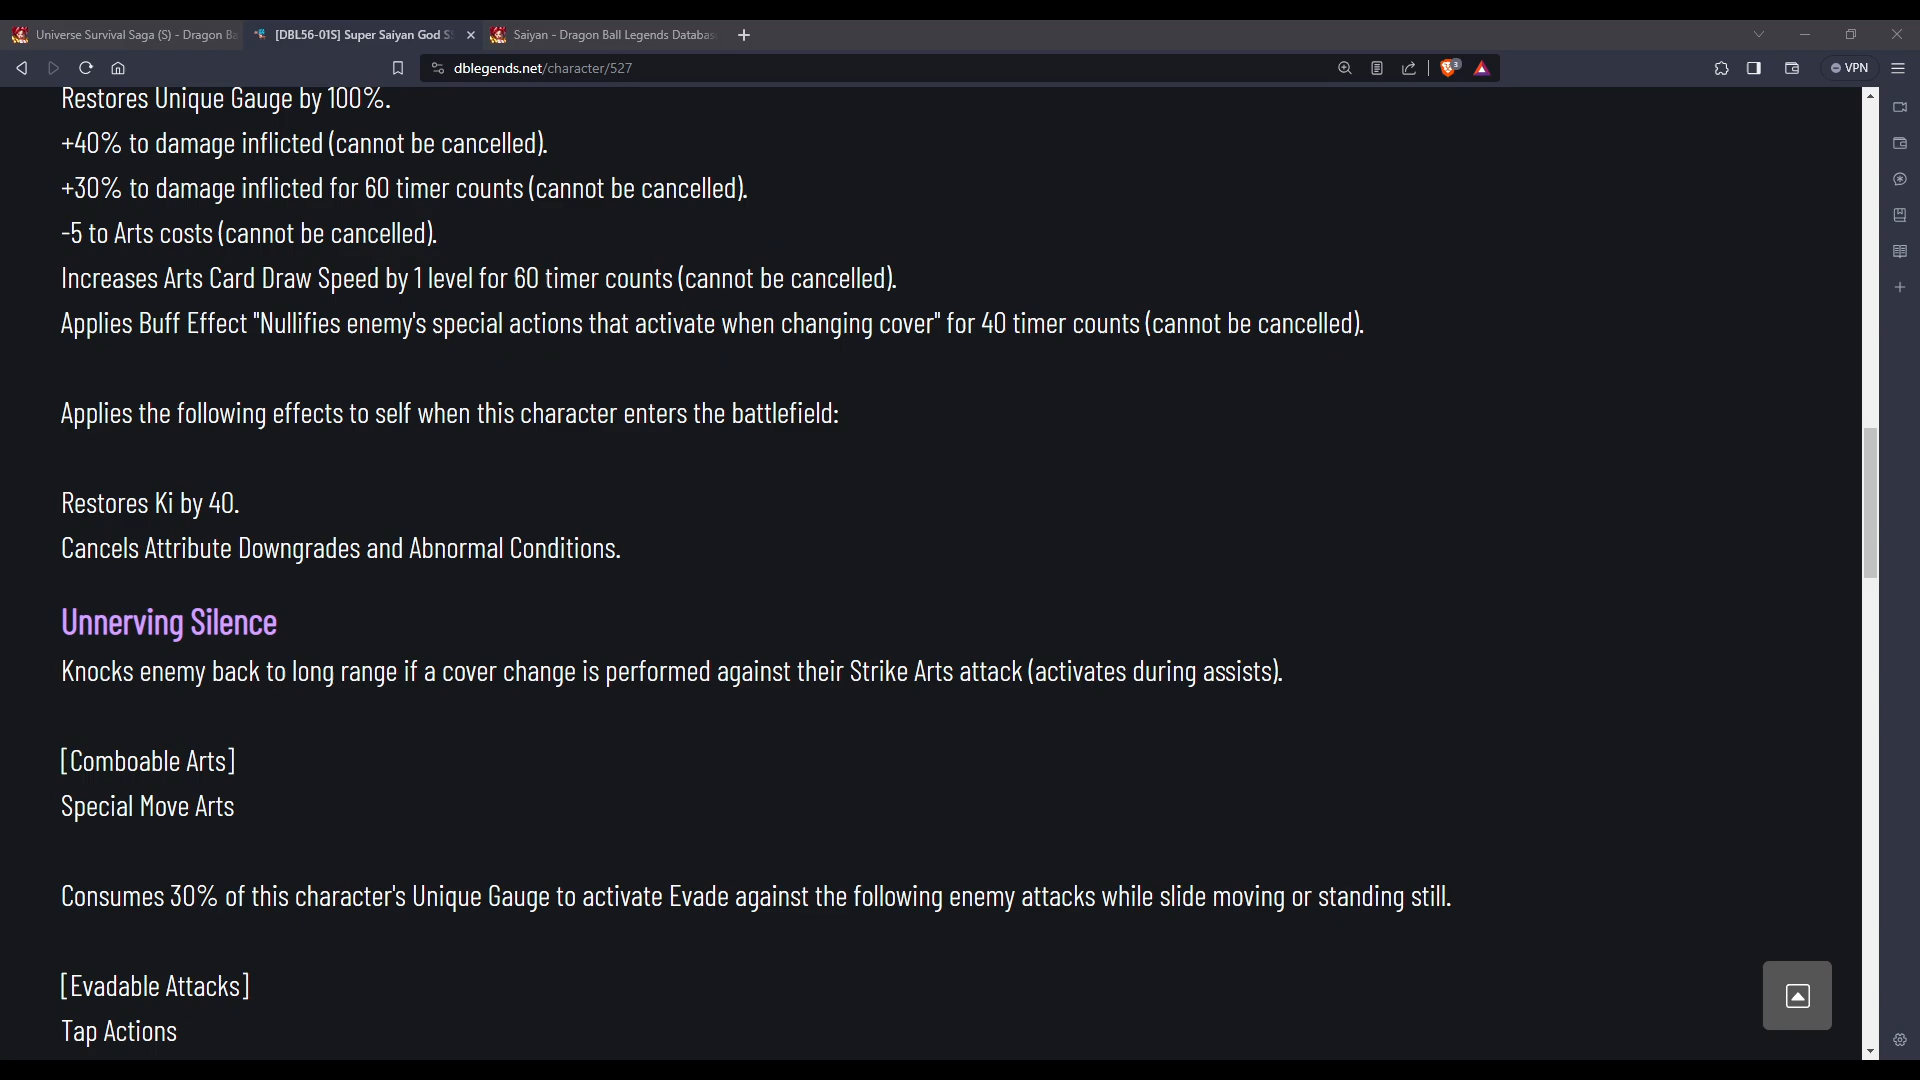 Universe Survival Saga (S) - Dragon Ba
[DBL56-01S] Super Saiyan God SS
Saiyan - Dragon Ball Legends Databas
dblegends.net/character/527
3
VPN
Restores Unique Gauge by 100%.
+40% to damage inflicted (cannot be cancelled).
+30% to damage inflicted for 60 timer counts (cannot be cancelled).
-5 to Arts costs (cannot be cancelled).
Increases Arts Card Draw Speed by 1 level for 60 timer counts (cannot be cancelled).
Applies Buff Effect "Nullifies enemy's special actions that activate when changing cover" for 40 timer counts (cannot be cancelled).
Applies the following effects to self when this character enters the battlefield:
Restores Ki by 40.
Cancels Attribute Downgrades and Abnormal Conditions.
Unnerving Silence
Knocks enemy back to long range if a cover change is performed against their Strike Arts attack (activates during assists).
[Comboable Arts]
Special Move Arts
Consumes 30% of this character's Unique Gauge to activate Evade against the following enemy attacks while slide moving or standing still.
[Evadable Attacks]
Tap Actions